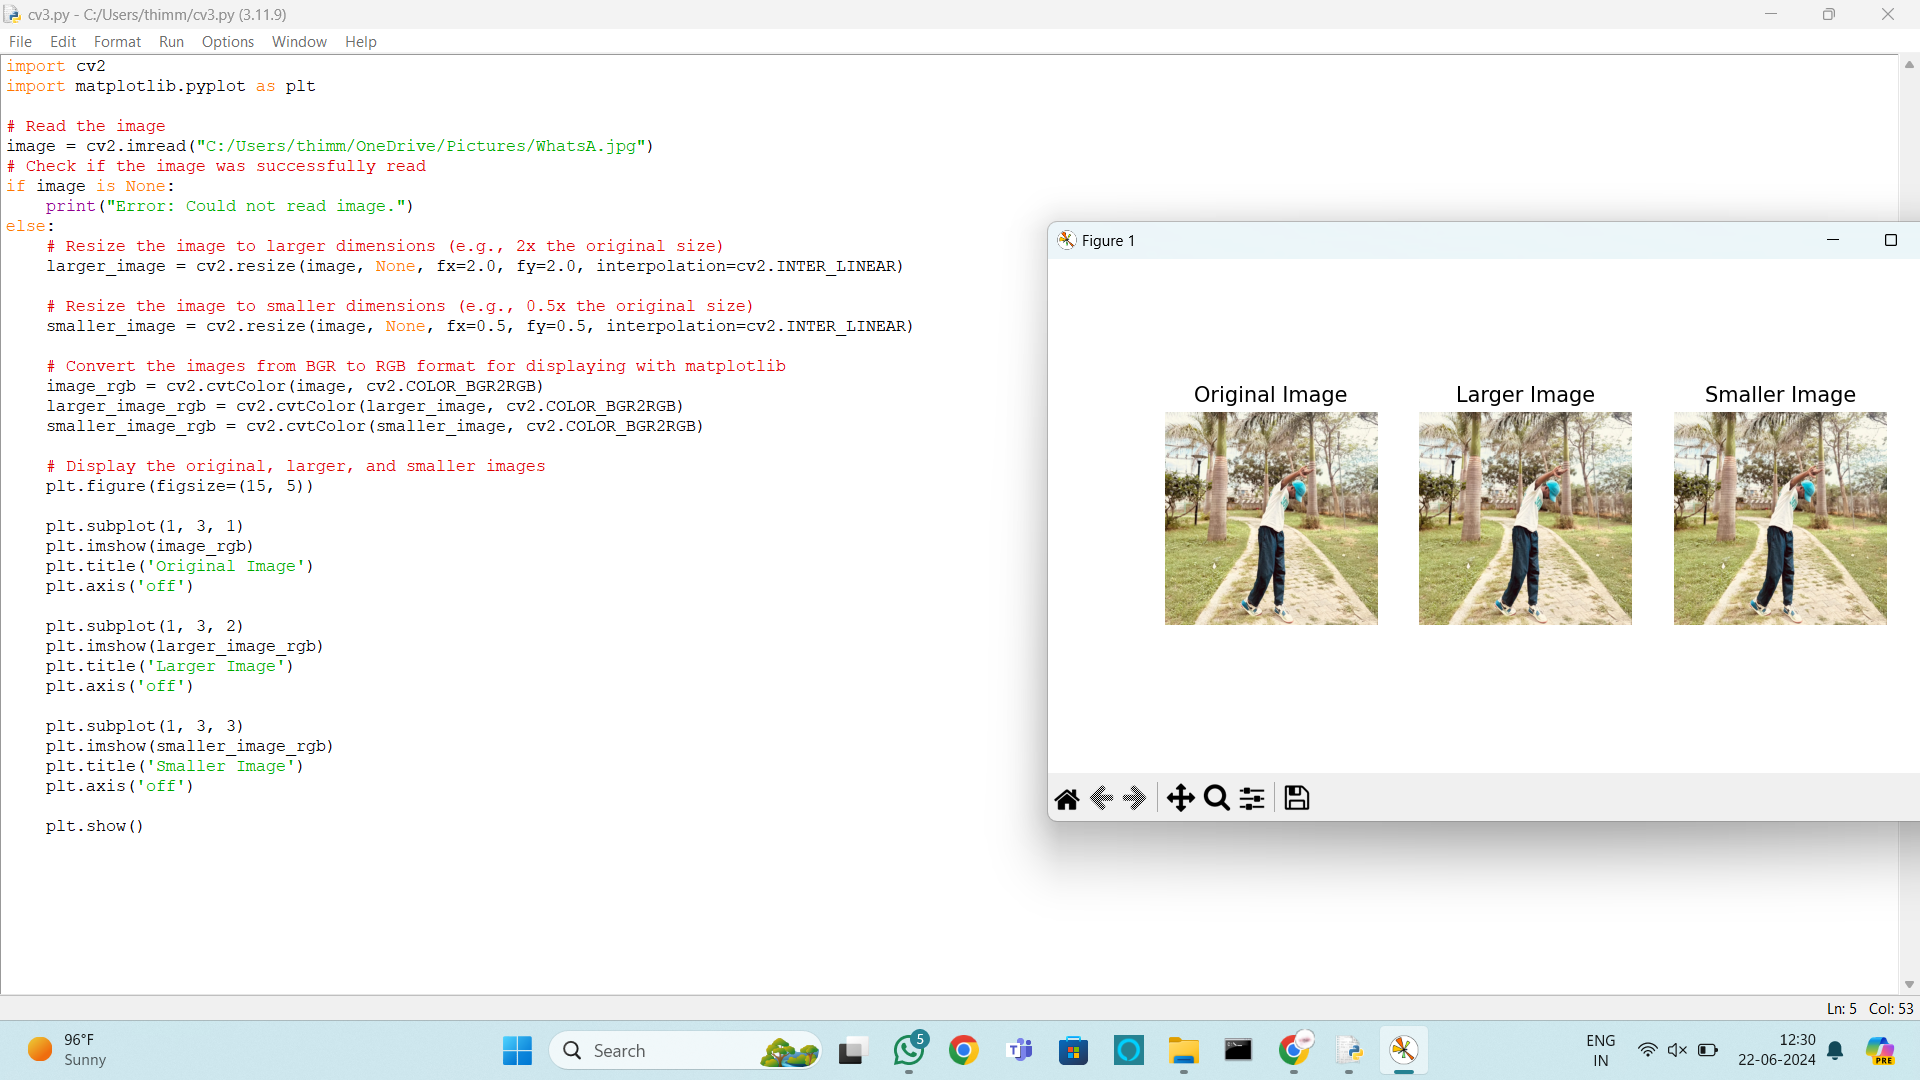 cv3.py - C:/Users/thimm/cv3.py (3.11.9)
File Edit Format Run Options Window Help
import cv2
import matplotlib.pyplot as plt
# Read the image
image = cv2.imread("C:/Users/thimm/OneDrive/Pictures/WhatsA.jpg")
# Check if the image was successfully read
if image is None:
    print("Error: Could not read image.")
else:
    # Resize the image to larger dimensions (e.g., 2x the original size)
    larger_image = cv2.resize(image, None, fx=2.0, fy=2.0, interpolation=cv2.INTER_LINEAR)
    # Resize the image to smaller dimensions (e.g., 0.5x the original size)
    smaller_image = cv2.resize(image, None, fx=0.5, fy=0.5, interpolation=cv2.INTER_LINEAR)
    # Convert the images from BGR to RGB format for displaying with matplotlib
    image_rgb = cv2.cvtColor(image, cv2.COLOR_BGR2RGB)
    larger_image_rgb = cv2.cvtColor(larger_image, cv2.COLOR_BGR2RGB)
    smaller_image_rgb = cv2.cvtColor(smaller_image, cv2.COLOR_BGR2RGB)
    # Display the original, larger, and smaller images
    plt.figure(figsize=(15, 5))
    plt.subplot(1, 3, 1)
    plt.imshow(image_rgb)
    plt.title('Original Image')
    plt.axis('off')
    plt.subplot(1, 3, 2)
    plt.imshow(larger_image_rgb)
    plt.title('Larger Image')
    plt.axis('off')
    plt.subplot(1, 3, 3)
    plt.imshow(smaller_image_rgb)
    plt.title('Smaller Image')
    plt.axis('off')
    plt.show()
Figure 1
Original Image Larger Image Smaller Image
Ln: 5 Col: 53
96°F
Sunny
Search
5
ENG
IN
12:30
22-06-2024
PRE